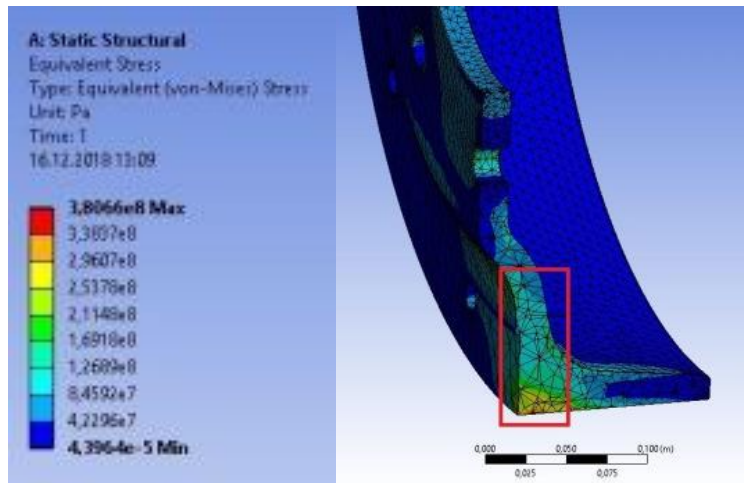 A: Static Structural
Equivalent Stress
Type: Equivalent (von-Mises) Stress
Unit: Pa
Time: 1
16.12.2018 13:09
3,8066e8 Max
3,3837e8
2,9607e8
2,5378e8
2,1148e8
1,6918e8
1,2689e8
8,4592e7
4,2296e7
4,3964e-5 Min
0,000 0,050 0,100 (m)
0,025 0,075